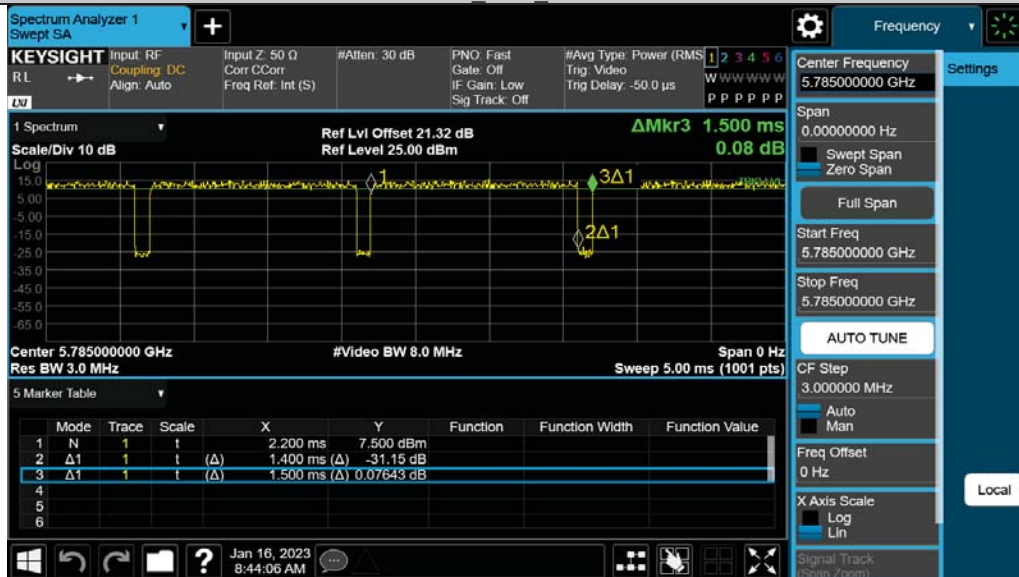 Spectrum Analyzer 1
Swept SA
Frequency
KEYSIGHT
RL
LXI
Input: RF
Coupling: DC
Align: Auto
Input Z: 50 Ω
Corr CCorr
Freq Ref: Int (S)
#Atten: 30 dB
PNO: Fast
Gate: Off
IF Gain: Low
Sig Track: Off
#Avg Type: Power (RMS
Trig: Video
Trig Delay: -50.0 µs
1 2 3 4 5 6
W W W W W W
P P P P P P
1 Spectrum
Scale/Div 10 dB
Ref Lvl Offset 21.32 dB
Ref Level 25.00 dBm
ΔMkr3 1.500 ms
0.08 dB
Log
15.0
5.00
-5.00
-15.0
-25.0
-35.0
-45.0
-55.0
-65.0
1
3Δ1
2Δ1
Center 5.785000000 GHz
#Video BW 8.0 MHz
Span 0 Hz
Res BW 3.0 MHz
Sweep 5.00 ms (1001 pts)
5 Marker Table
Mode Trace Scale X Y Function Function Width Function Value
1 N 1 t 2.200 ms 7.500 dBm
2 Δ1 1 t (Δ) 1.400 ms (Δ) -31.15 dB
3 Δ1 1 t (Δ) 1.500 ms (Δ) 0.07643 dB
4
5
6
Jan 16, 2023
8:44:06 AM
Center Frequency
5.785000000 GHz
Span
0.00000000 Hz
Swept Span
Zero Span
Full Span
Start Freq
5.785000000 GHz
Stop Freq
5.785000000 GHz
AUTO TUNE
CF Step
3.000000 MHz
Auto
Man
Freq Offset
0 Hz
X Axis Scale
Log
Lin
Signal Track
(Span Zoom)
Settings
Local